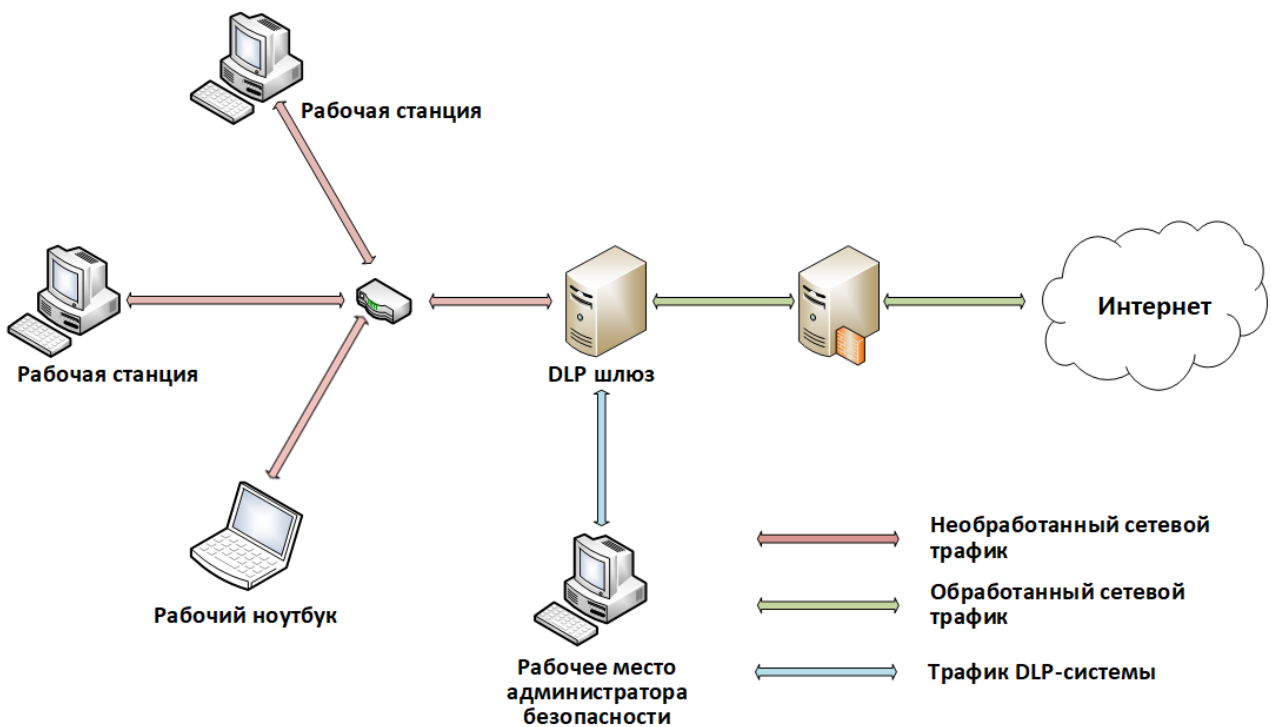 Рабочая станция
Рабочая станция
DLP шлюз
Интернет
Рабочий ноутбук
Рабочее место
администратора
безопасности
Необработанный сетевой
трафик
Обработанный сетевой
трафик
Трафик DLP-системы